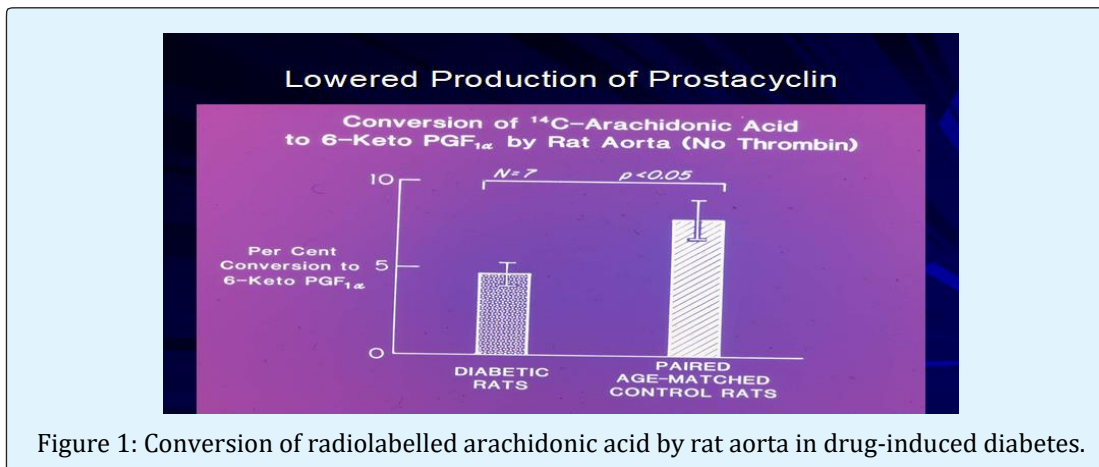 Lowered Production of Prostacyclin
Conversion of ¹⁴C-Arachidonic Acid
to 6-Keto PGF₁α by Rat Aorta (No Thrombin)
10
N=7 p<0.05
Per Cent
Conversion to
6-Keto PGF₁α
5
0
DIABETIC
RATS
PAIRED
AGE-MATCHED
CONTROL RATS
Figure 1: Conversion of radiolabelled arachidonic acid by rat aorta in drug-induced diabetes.